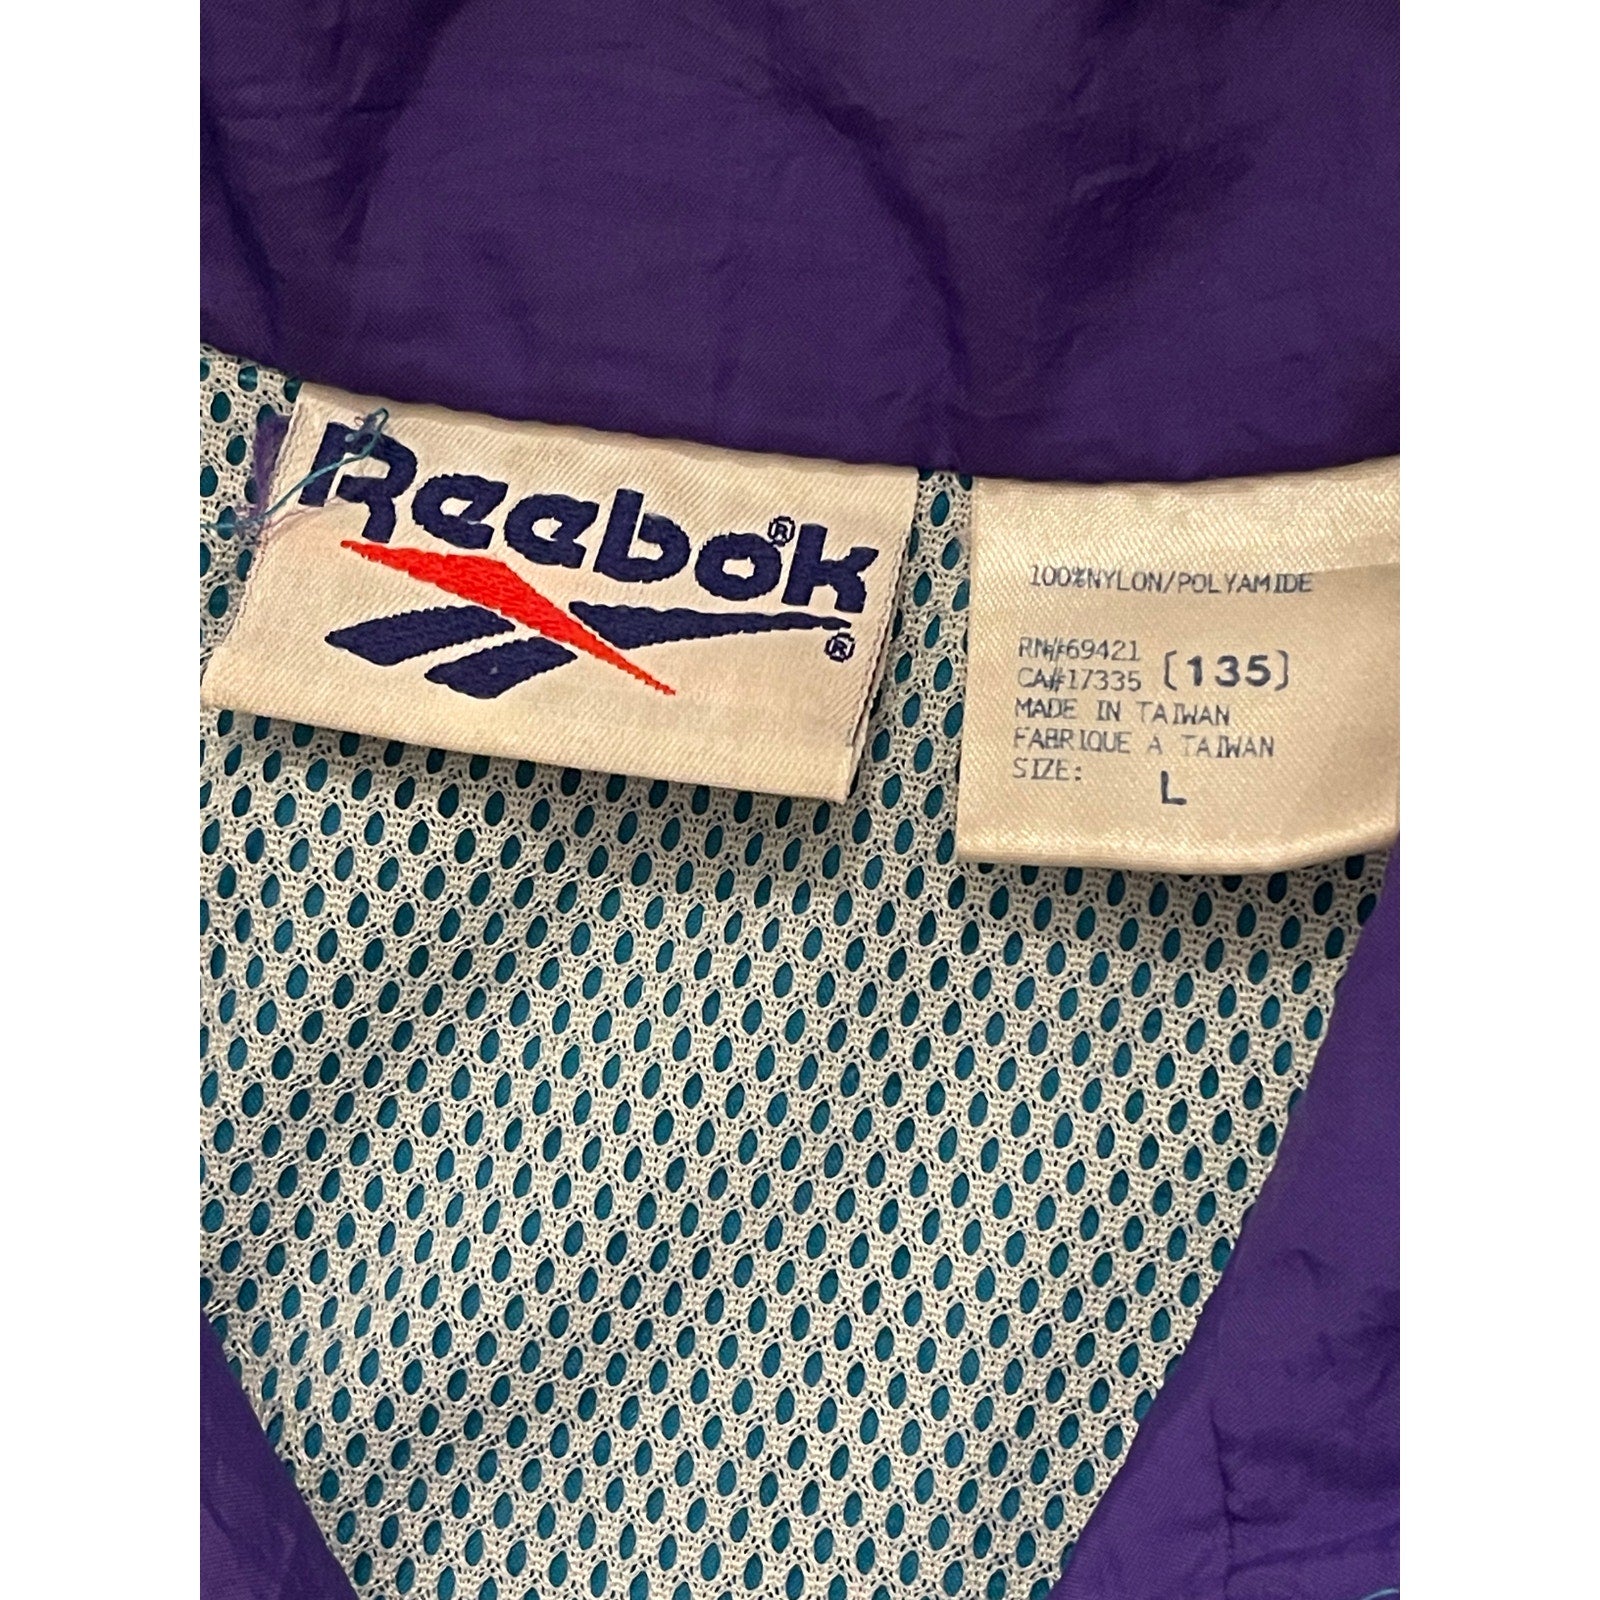 Reebok®
®
100%NYLON/POLYAMIDE
RN#69421
CA#17335 (135)
MADE IN TAIWAN
FABRIQUE A TAIWAN
SIZE: L